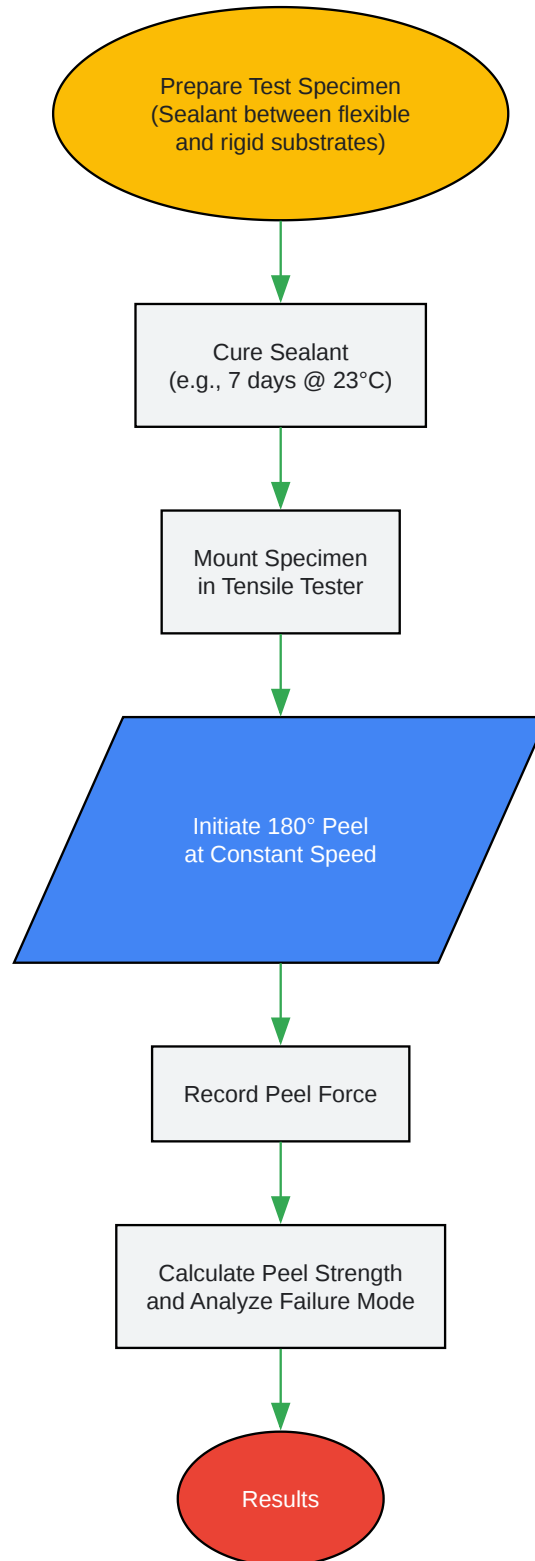 Prepare Test Specimen
(Sealant between flexible
and rigid substrates)
Cure Sealant
(e.g., 7 days @ 23°C)
Mount Specimen
in Tensile Tester
Initiate 180° Peel
at Constant Speed
Record Peel Force
Calculate Peel Strength
and Analyze Failure Mode
Results